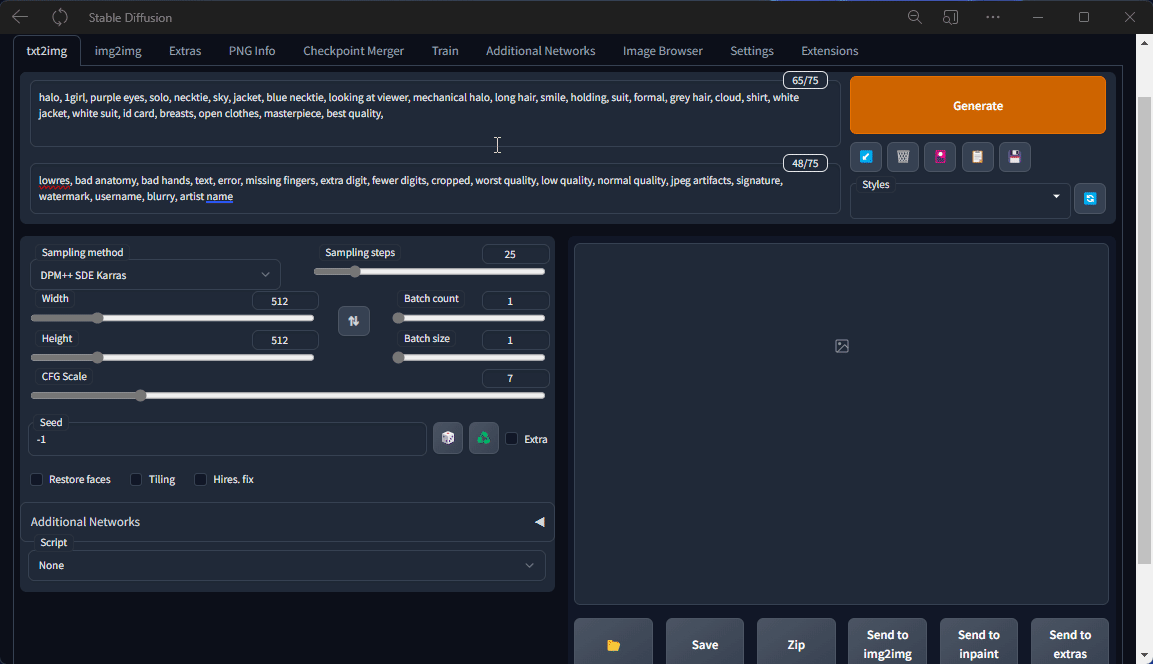 Stable Diffusion
txt2img img2img Extras PNG Info Checkpoint Merger Train Additional Networks Image Browser Settings Extensions
65/75
halo, 1girl, purple eyes, solo, necktie, sky, jacket, blue necktie, looking at viewer, mechanical halo, long hair, smile, holding, suit, formal, grey hair, cloud, shirt, white
jacket, white suit, id card, breasts, open clothes, masterpiece, best quality,
Generate
48/75
lowres, bad anatomy, bad hands, text, error, missing fingers, extra digit, fewer digits, cropped, worst quality, low quality, normal quality, jpeg artifacts, signature,
watermark, username, blurry, artist name
Styles
Sampling method
DPM++ SDE Karras
Sampling steps 25
Width 512
Batch count 1
Height 512
Batch size 1
CFG Scale 7
Seed
-1
Extra
Restore faces Tiling Hires. fix
Additional Networks
Script
None
Save
Zip
Send to
img2img
Send to
inpaint
Send to
extras